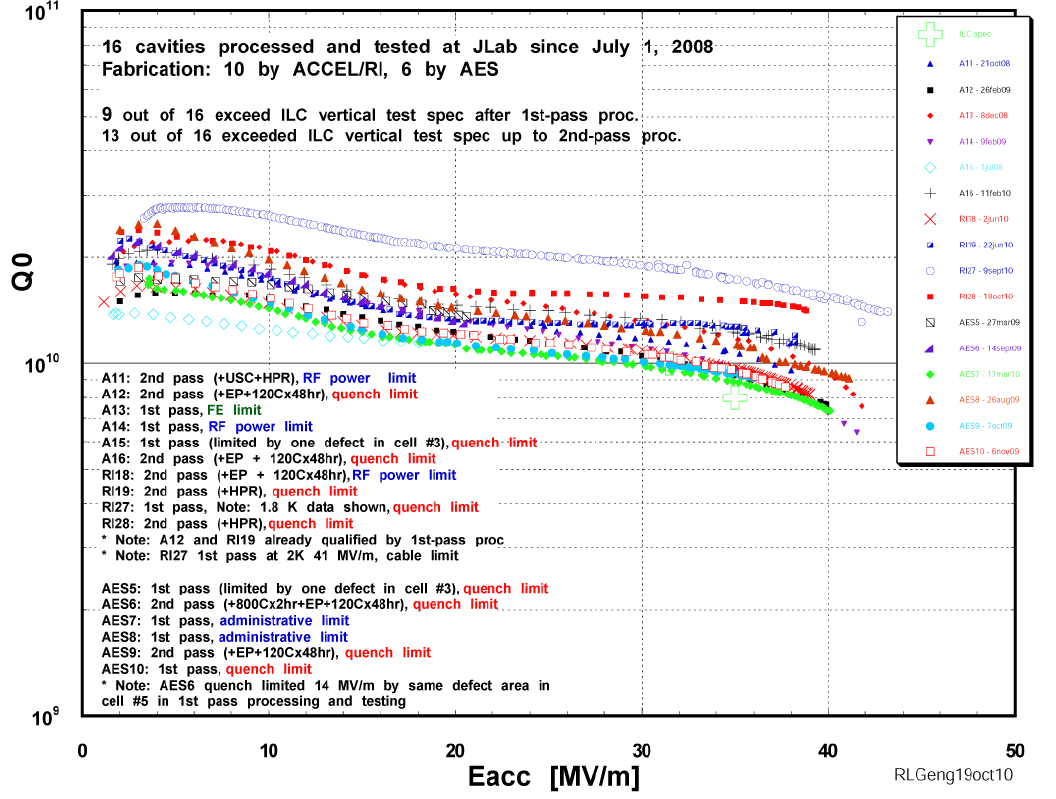 10^11
16 cavities processed and tested at JLab since July 1, 2008
Fabrication: 10 by ACCEL/RI, 6 by AES
9 out of 16 exceed ILC vertical test spec after 1st-pass proc.
13 out of 16 exceeded ILC vertical test spec up to 2nd-pass proc.
ILC spec
A11 - 21oct08
A12 - 26feb09
A13 - 8dec08
A14 - 9feb09
A15 - 1jul08
A16 - 11feb10
RI18 - 2jun10
RI19 - 22jun10
RI27 - 9sept10
RI28 - 18oct10
AES5 - 27mar09
AES6 - 14sept09
AES7 - 17mar10
AES8 - 26aug09
AES9 - 7oct09
AES10 - 6nov09
Q0
10^10
A11: 2nd pass (+USC+HPR), RF power limit
A12: 2nd pass (+EP+120Cx48hr), quench limit
A13: 1st pass, FE limit
A14: 1st pass, RF power limit
A15: 1st pass (limited by one defect in cell #3), quench limit
A16: 2nd pass (+EP + 120Cx48hr), quench limit
RI18: 2nd pass (+EP + 120Cx48hr), RF power limit
RI19: 2nd pass (+HPR), quench limit
RI27: 1st pass, Note: 1.8 K data shown, quench limit
RI28: 2nd pass (+HPR), quench limit
* Note: A12 and RI19 already qualified by 1st-pass proc
* Note: RI27 1st pass at 2K 41 MV/m, cable limit
AES5: 1st pass (limited by one defect in cell #3), quench limit
AES6: 2nd pass (+800Cx2hr+EP+120Cx48hr), quench limit
AES7: 1st pass, administrative limit
AES8: 1st pass, administrative limit
AES9: 2nd pass (+EP+120Cx48hr), quench limit
AES10: 1st pass, quench limit
* Note: AES6 quench limited 14 MV/m by same defect area in
cell #5 in 1st pass processing and testing
10^9
0 10 20 30 40 50
Eacc [MV/m]
RLGeng19oct10